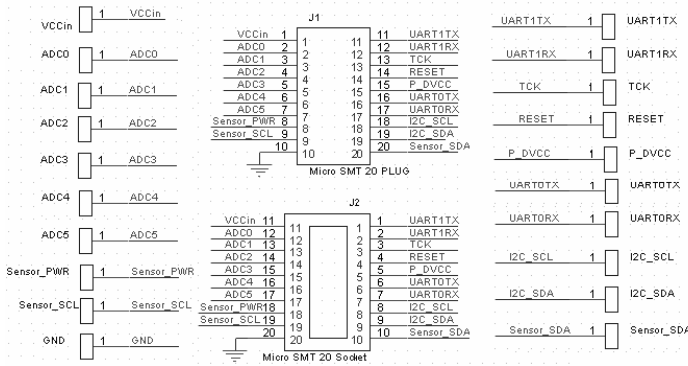 VCCin 1 VCCin
ADC0 1 ADC0
ADC1 1 ADC1
ADC2 1 ADC2
ADC3 1 ADC3
ADC4 1 ADC4
ADC5 1 ADC5
Sensor_PWR 1 Sensor_PWR
Sensor_SCL 1 Sensor_SCL
GND 1 GND
J1
VCCin 1 1 11 11 UART1TX
ADC0 2 2 12 12 UART1RX
ADC1 3 3 13 13 TCK
ADC2 4 4 14 14 RESET
ADC3 5 5 15 15 P_DVCC
ADC4 6 6 16 16 UART0TX
ADC5 7 7 17 17 UART0RX
Sensor_PWR 8 8 18 18 I2C_SCL
Sensor_SCL 9 9 19 19 I2C_SDA
10 10 20 20 Sensor_SDA
Micro SMT 20 PLUG
J2
VCCin 11 11 1 1 UART1TX
ADC0 12 12 2 2 UART1RX
ADC1 13 13 3 3 TCK
ADC2 14 14 4 4 RESET
ADC3 15 15 5 5 P_DVCC
ADC4 16 16 6 6 UART0TX
ADC5 17 17 7 7 UART0RX
Sensor_PWR 18 18 8 8 I2C_SCL
Sensor_SCL 19 19 9 9 I2C_SDA
20 20 10 10 Sensor_SDA
Micro SMT 20 Socket
UART1TX 1 UART1TX
UART1RX 1 UART1RX
TCK 1 TCK
RESET 1 RESET
P_DVCC 1 P_DVCC
UART0TX 1 UART0TX
UART0RX 1 UART0RX
I2C_SCL 1 I2C_SCL
I2C_SDA 1 I2C_SDA
Sensor_SDA 1 Sensor_SDA